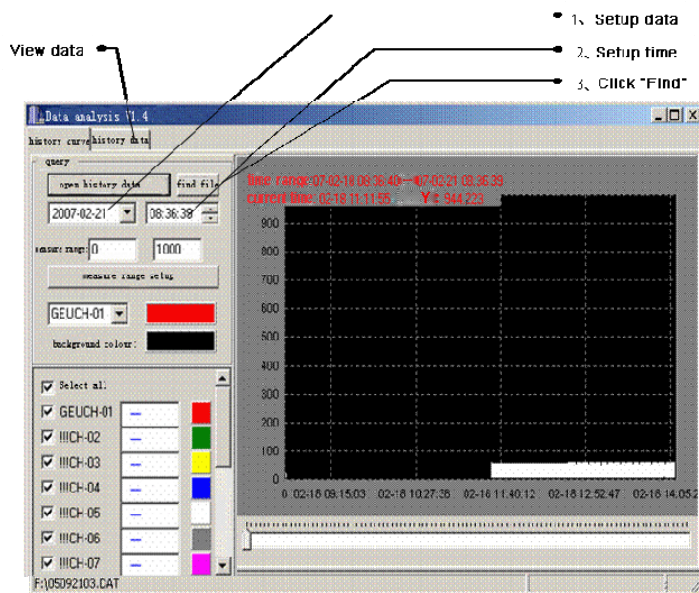 1、Setup data
View data
2、Setup time
3、Click "Find"
Data analysis V1.4
history curve history data
query
open history data find file
2007-02-21 08:36:39
measure range: 0 1000
measure range setup
GEUCH-01
background colour:
Select all
GEUCH-01
!!!CH-02
!!!CH-03
!!!CH-04
!!!CH-05
!!!CH-06
!!!CH-07
F:\05092103.DAT
time range:07-02-18 08:36:40---07-02-21 08:36:39
current time: 02-18 11:11:55 Y: 944.223
900
800
700
600
500
400
300
200
100
0
0 02-18 09:15:03 02-18 10:27:38 02-18 11:40:12 02-18 12:52:47 02-18 14:05:2